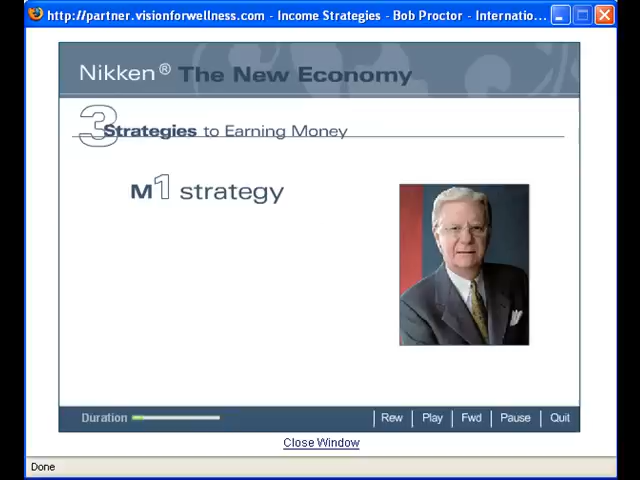 http://partner.visionforwellness.com - Income Strategies - Bob Proctor - Internatio...
Nikken® The New Economy
3 Strategies to Earning Money
M1 strategy
Duration
Rew
Play
Fwd
Pause
Quit
Close Window
Done